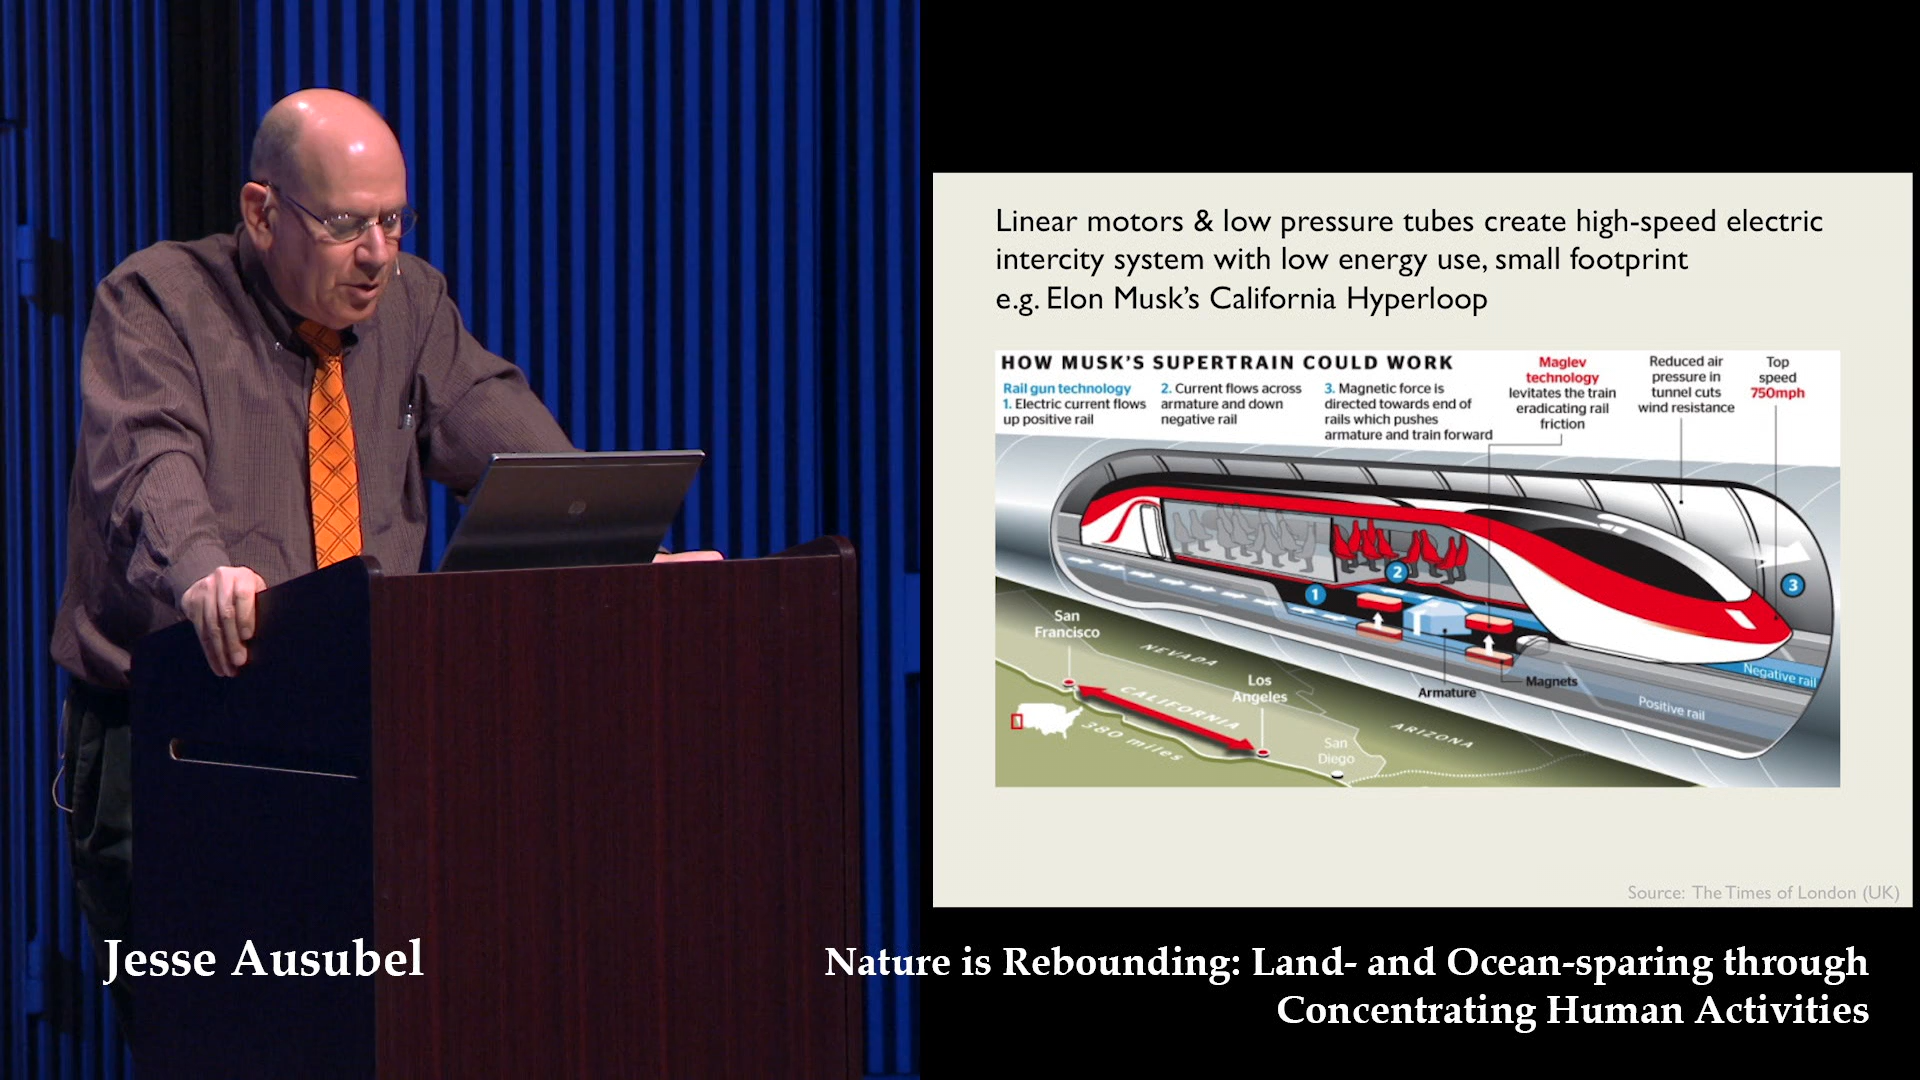 Linear motors & low pressure tubes create high-speed electric
intercity system with low energy use, small footprint
e.g. Elon Musk's California Hyperloop
HOW MUSK'S SUPERTRAIN COULD WORK
Rail gun technology
1. Electric current flows
up positive rail
2. Current flows across
armature and down
negative rail
3. Magnetic force is
directed towards end of
rails which pushes
armature and train forward
Maglev
technology
levitates the train
eradicating rail
friction
Reduced air
pressure in
tunnel cuts
wind resistance
Top
speed
750mph
1
2
3
San
Francisco
NEVADA
Los
Angeles
CALIFORNIA
380 miles
San
Diego
ARIZONA
Armature
Magnets
Negative rail
Positive rail
Source: The Times of London (UK)
Jesse Ausubel
Nature is Rebounding: Land- and Ocean-sparing through
Concentrating Human Activities